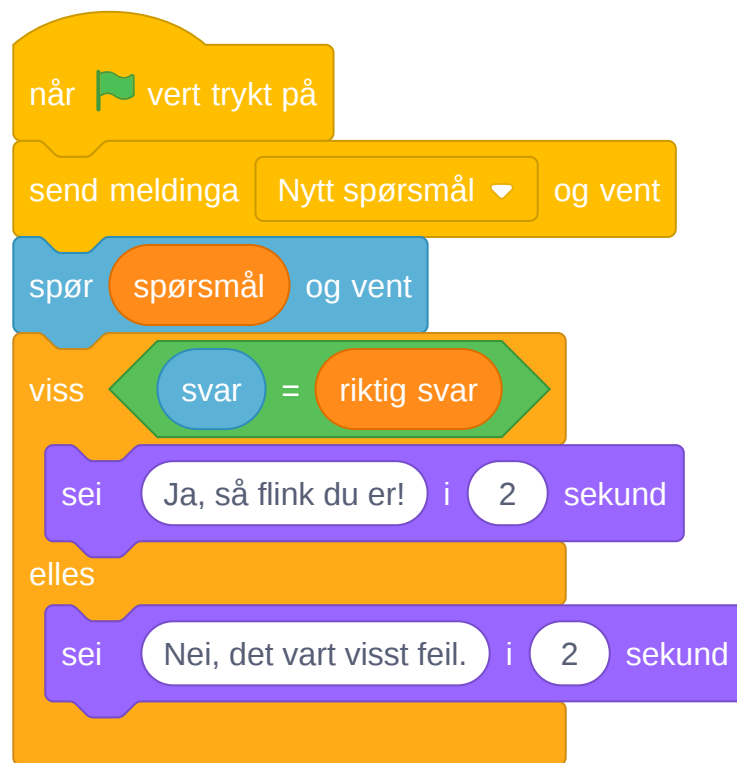 når vert trykt på
send meldinga Nytt spørsmål og vent
spør spørsmål og vent
viss svar = riktig svar
sei Ja, så flink du er! i 2 sekund
elles
sei Nei, det vart visst feil. i 2 sekund